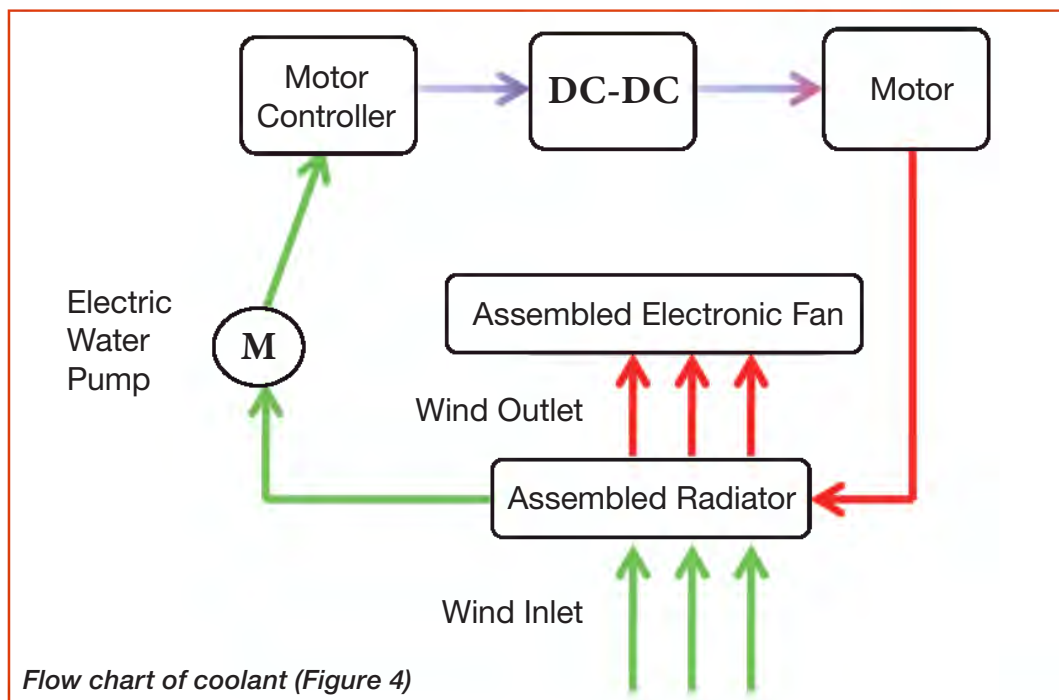 Motor
Controller
DC-DC
Motor
Electric
Water
Pump
M
Assembled Electronic Fan
Wind Outlet
Assembled Radiator
Wind Inlet
Flow chart of coolant (Figure 4)